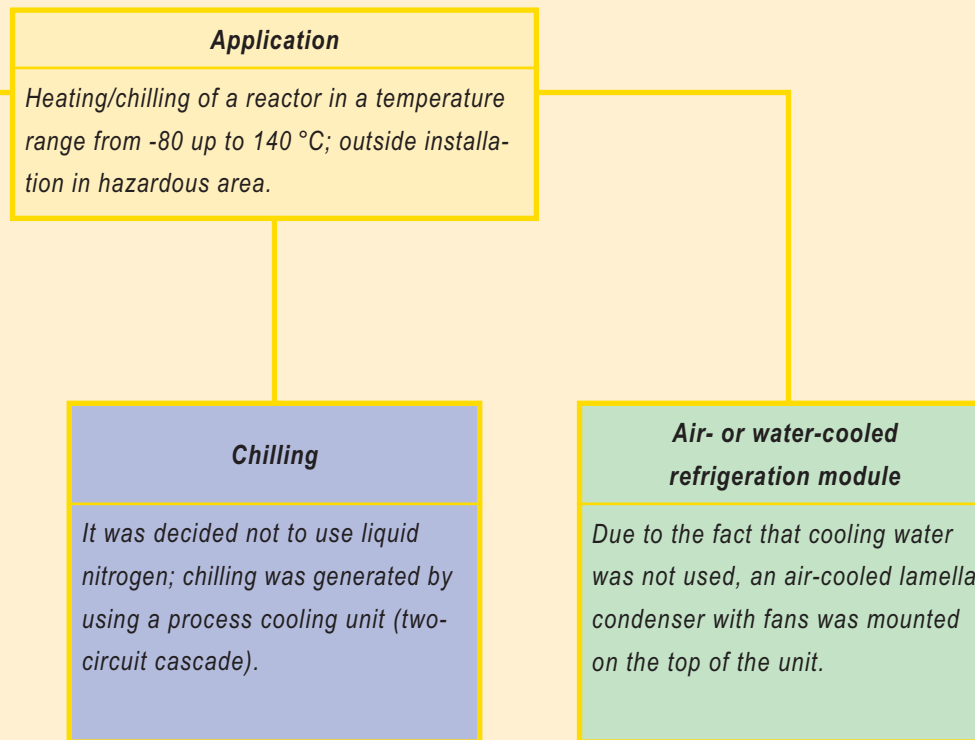 Application
Heating/chilling of a reactor in a temperature
range from -80 up to 140 °C; outside installa-
tion in hazardous area.
Chilling
It was decided not to use liquid
nitrogen; chilling was generated by
using a process cooling unit (two-
circuit cascade).
Air- or water-cooled
refrigeration module
Due to the fact that cooling water
was not used, an air-cooled lamella
condenser with fans was mounted
on the top of the unit.